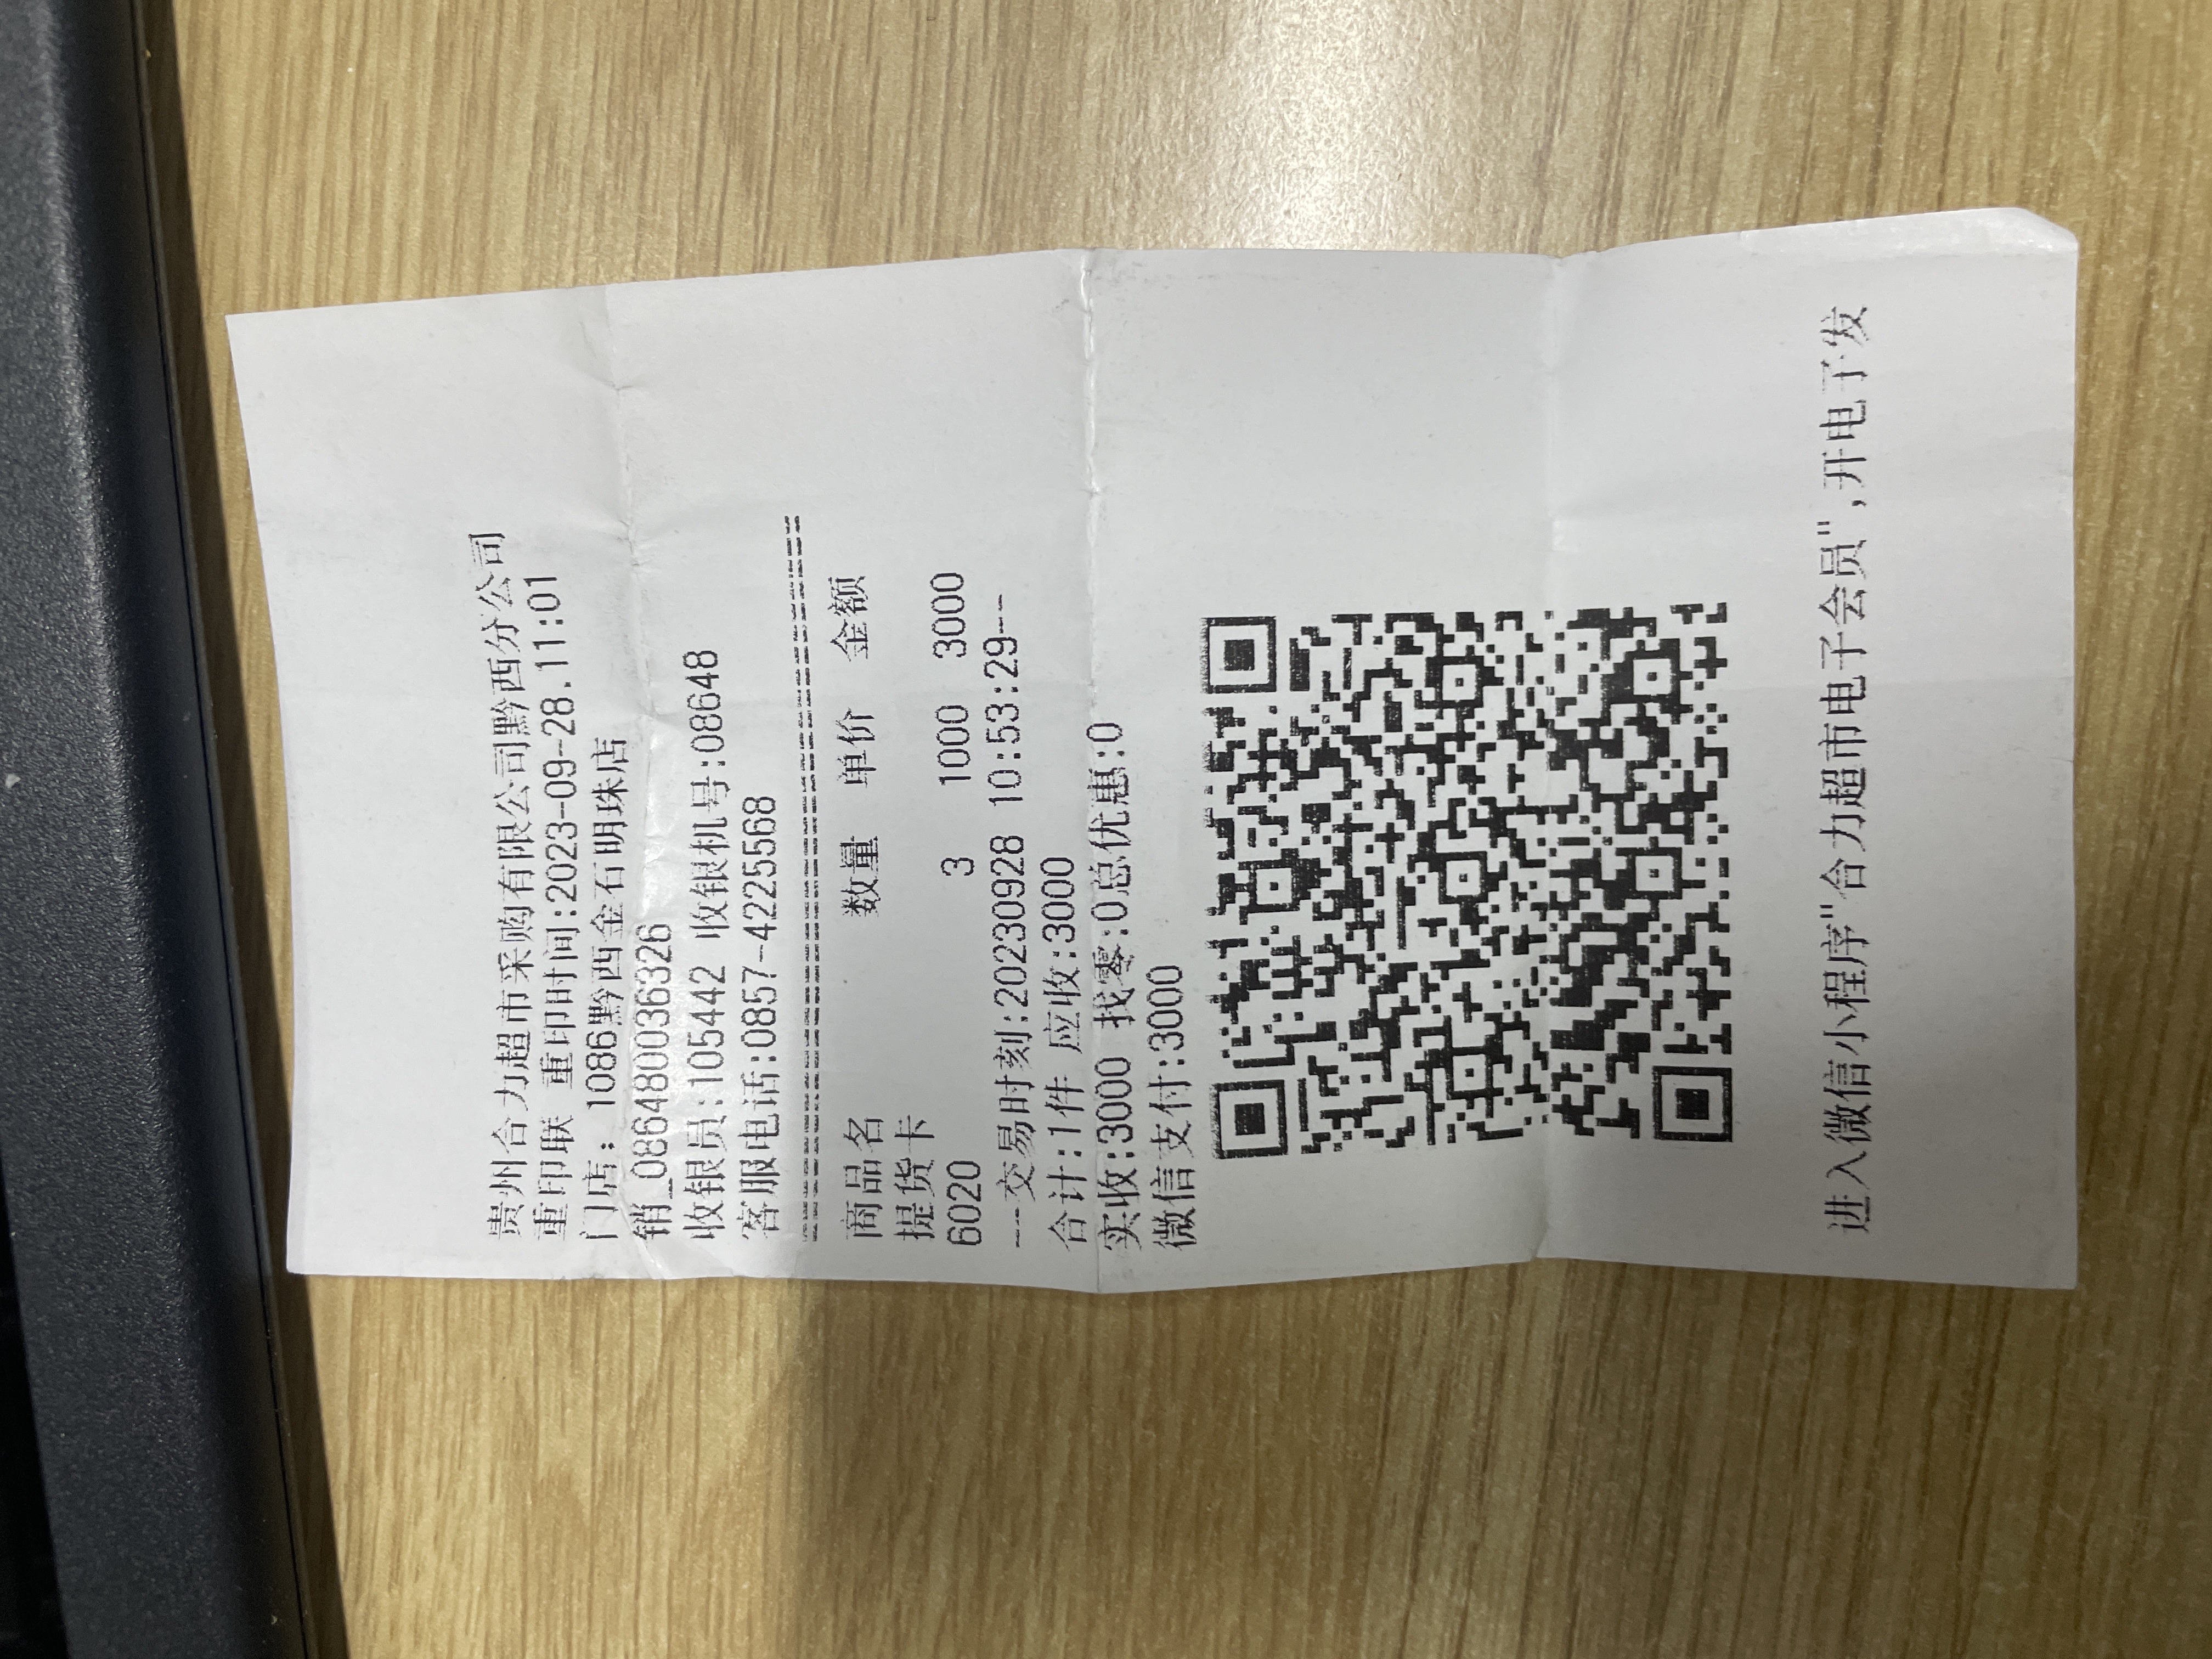 贵州合力超市采购有限公司黔西分公司
重印联 重印时间:2023-09-28.11:01
门店: 1086黔西金石明珠店
销_086480036326
收银员:105442 收银机号:08648
客服电话:0857-4225568
商品名 数量 单价 金额
提货卡
6020 3 1000 3000
--交易时刻:20230928 10:53:29--
合计:1件 应收:3000
实收:3000 找零:0总优惠:0
微信支付:3000
进入微信小程序"合力超市电子会员",开电子发